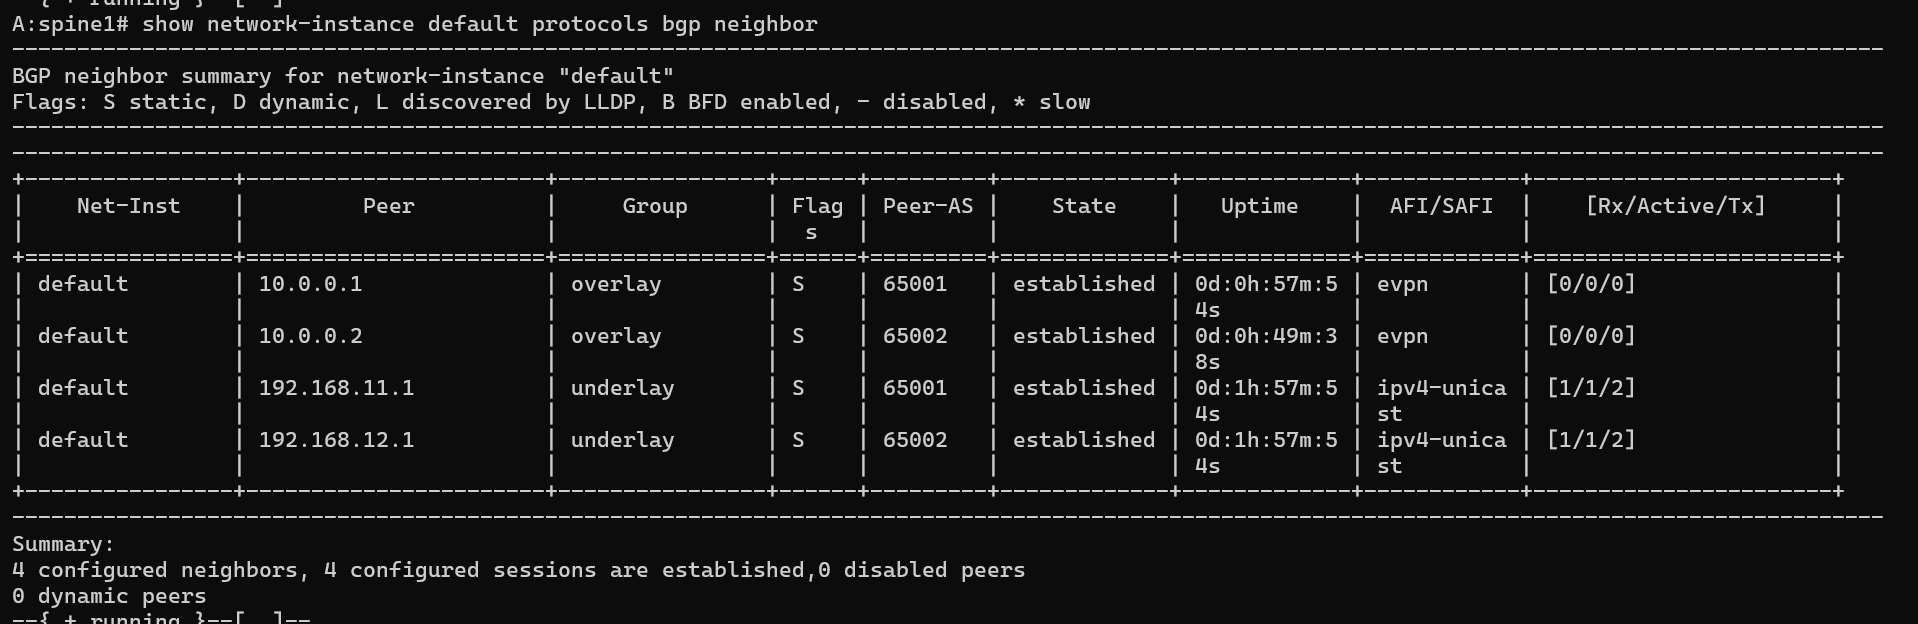 { + running }--[  ]
A:spine1# show network-instance default protocols bgp neighbor
--------------------------------------------------------------------------------
BGP neighbor summary for network-instance "default"
Flags: S static, D dynamic, L discovered by LLDP, B BFD enabled, - disabled, * slow
--------------------------------------------------------------------------------
--------------------------------------------------------------------------------
+----------------+-----------------------+----------------+------+---------+-------------+-------------+------------+-----------------------+
| Net-Inst | Peer | Group | Flag | Peer-AS | State | Uptime | AFI/SAFI | [Rx/Active/Tx] |
| | | | s | | | | | |
+================+=======================+================+======+=========+=============+=============+============+=======================+
| default | 10.0.0.1 | overlay | S | 65001 | established | 0d:0h:57m:5 | evpn | [0/0/0] |
| | | | | | | 4s | | |
| default | 10.0.0.2 | overlay | S | 65002 | established | 0d:0h:49m:3 | evpn | [0/0/0] |
| | | | | | | 8s | | |
| default | 192.168.11.1 | underlay | S | 65001 | established | 0d:1h:57m:5 | ipv4-unica | [1/1/2] |
| | | | | | | 4s | st | |
| default | 192.168.12.1 | underlay | S | 65002 | established | 0d:1h:57m:5 | ipv4-unica | [1/1/2] |
| | | | | | | 4s | st | |
+----------------+-----------------------+----------------+------+---------+-------------+-------------+------------+-----------------------+
--------------------------------------------------------------------------------
Summary:
4 configured neighbors, 4 configured sessions are established,0 disabled peers
0 dynamic peers
--{ + running }--[  ]--